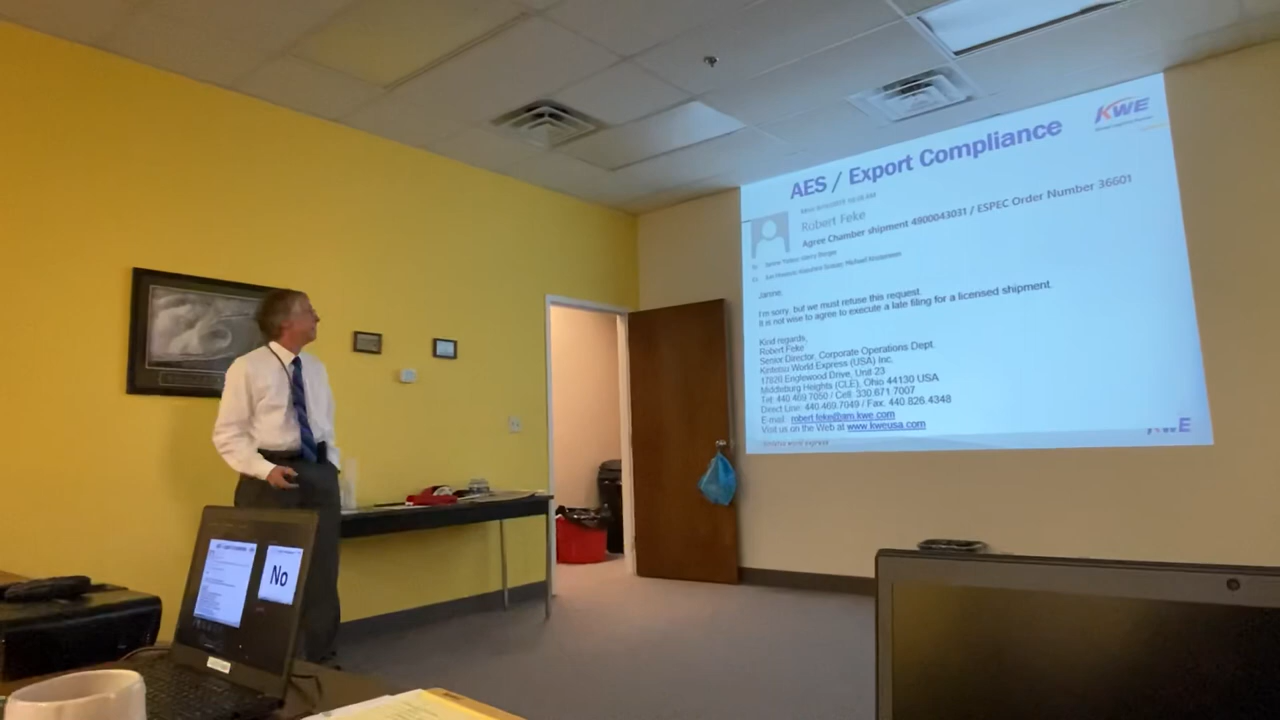 KWE
AES / Export Compliance
Robert Feke
Agree Chamber shipment 4900043031 / ESPEC Order Number 36601
Janine,
I'm sorry, but we must refuse this request.
It is not wise to agree to execute a late filing for a licensed shipment.
Kind regards,
Robert Feke
Senior Director, Corporate Operations Dept.
Kintetsu World Express (USA) Inc.
17826 Englewood Drive, Unit 23
Middleburg Heights (CLE), Ohio 44130 USA
Tel: 440.469.7050 / Cell: 330.671.7007
Direct Line: 440.469.7049 / Fax. 440.826.4348
E-mail: robert.feke@am.kwe.com
Visit us on the Web at www.kweusa.com
KWE
No